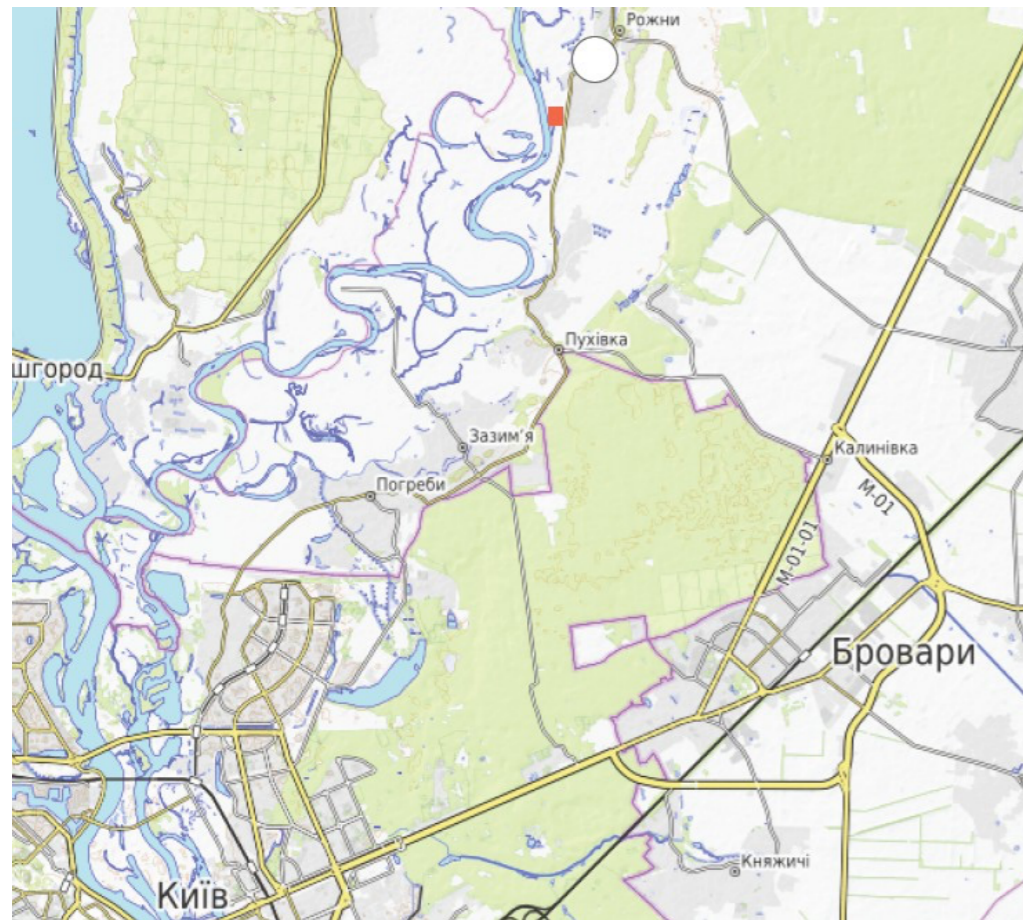 Рожни
Пухівка
шгород
Зазим'я
Калинівка
Погреби
М-01
М-01-01
Бровари
Княжичі
Київ